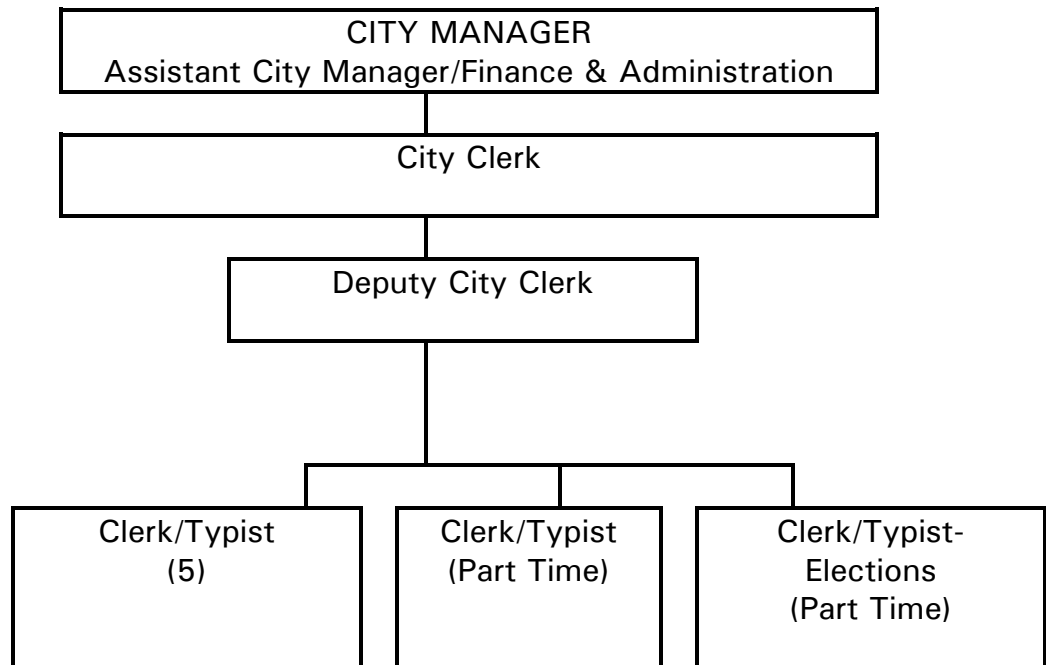 CITY MANAGER
Assistant City Manager/Finance & Administration
City Clerk
Deputy City Clerk
Clerk/Typist
(5)
Clerk/Typist
(Part Time)
Clerk/Typist-
Elections
(Part Time)